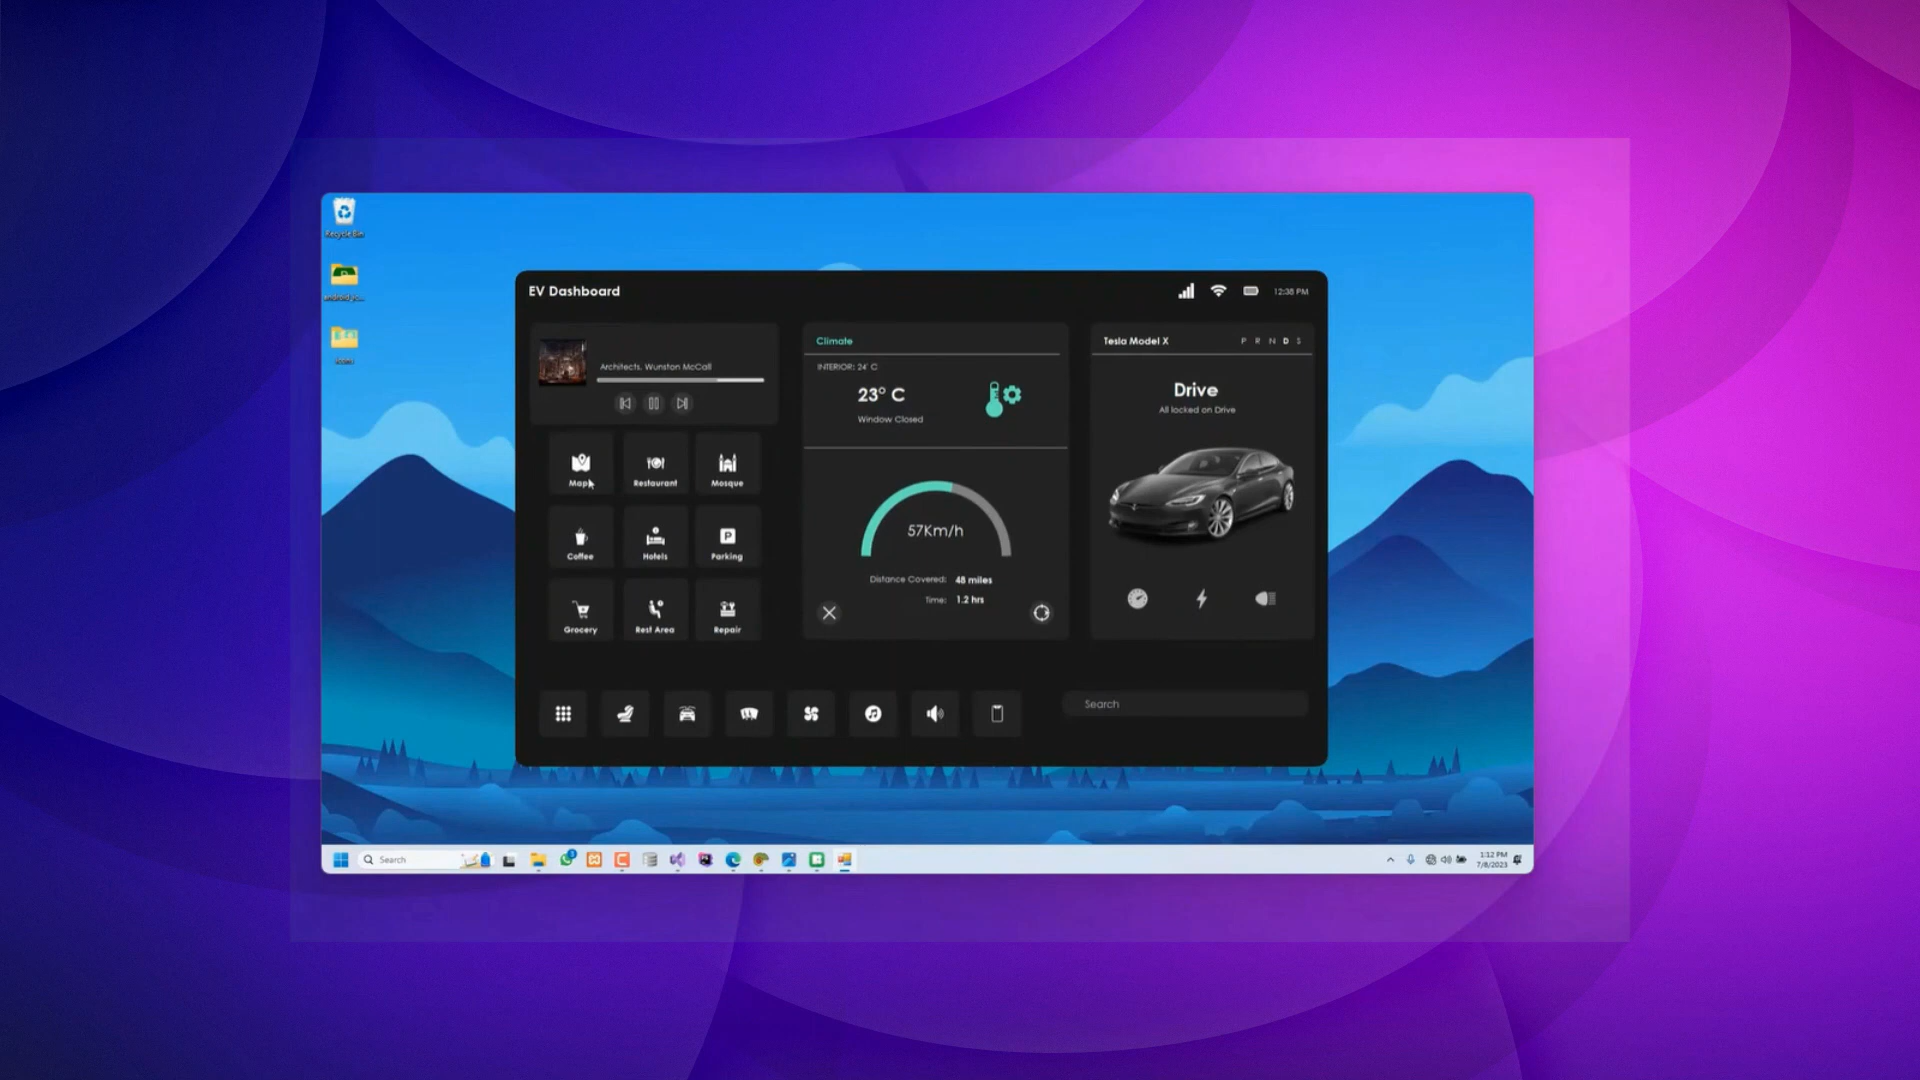 Recycle Bin
EV Dashboard
12:38 PM
Architects. Wunston McCall
Map
Restaurant
Mosque
Coffee
Hotels
P
Parking
Grocery
Rest Area
Repair
Climate
INTERIOR: 24° C
23° C
Window Closed
57Km/h
Distance Covered: 48 miles
Time: 1.2 hrs
Tesla Model X
P R N D S
Drive
All locked on Drive
Search
Search
1:12 PM
7/8/2023